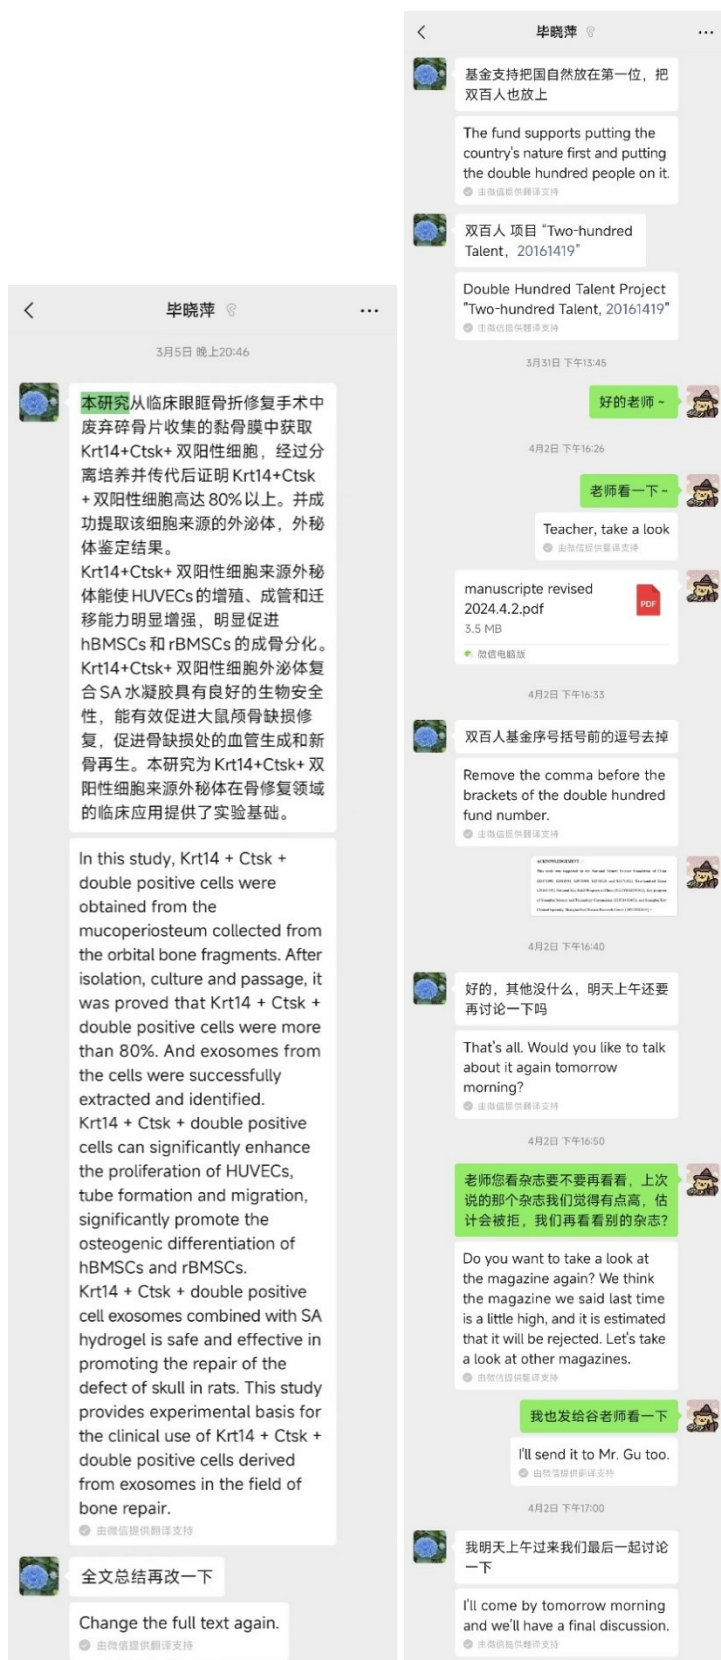 毕晓萍
3月5日 晚上20:46
本研究从临床眼眶骨折修复手术中
废弃碎骨片收集的黏骨膜中获取
Krt14+Ctsk+ 双阳性细胞，经过分
离培养并传代后证明 Krt14+Ctsk
+ 双阳性细胞高达 80% 以上。并成
功提取该细胞来源的外泌体，外秘
体鉴定结果。
Krt14+Ctsk+ 双阳性细胞来源外秘
体能使 HUVECs 的增殖、成管和迁
移能力明显增强，明显促进
hBMSCs 和 rBMSCs 的成骨分化。
Krt14+Ctsk+ 双阳性细胞外泌体复
合 SA 水凝胶具有良好的生物安全
性，能有效促进大鼠颅骨缺损修
复，促进骨缺损处的血管生成和新
骨再生。本研究为 Krt14+Ctsk+ 双
阳性细胞来源外秘体在骨修复领域
的临床应用提供了实验基础。
In this study, Krt14 + Ctsk +
double positive cells were
obtained from the
mucoperiosteum collected from
the orbital bone fragments. After
isolation, culture and passage, it
was proved that Krt14 + Ctsk +
double positive cells were more
than 80%. And exosomes from
the cells were successfully
extracted and identified.
Krt14 + Ctsk + double positive
cells can significantly enhance
the proliferation of HUVECs,
tube formation and migration,
significantly promote the
osteogenic differentiation of
hBMSCs and rBMSCs.
Krt14 + Ctsk + double positive
cell exosomes combined with SA
hydrogel is safe and effective in
promoting the repair of the
defect of skull in rats. This study
provides experimental basis for
the clinical use of Krt14 + Ctsk +
double positive cells derived
from exosomes in the field of
bone repair.
由微信提供翻译支持
全文总结再改一下
Change the full text again.
由微信提供翻译支持
毕晓萍
基金支持把国自然放在第一位，把
双百人也放上
The fund supports putting the
country's nature first and putting
the double hundred people on it.
由微信提供翻译支持
双百人 项目 “Two-hundred
Talent，20161419”
Double Hundred Talent Project
"Two-hundred Talent, 20161419"
由微信提供翻译支持
3月31日 下午13:45
好的老师 ~
4月2日 下午16:26
老师看一下 ~
Teacher, take a look
由微信提供翻译支持
manuscripte revised
2024.4.2.pdf
3.5 MB
PDF
微信电脑版
4月2日 下午16:33
双百人基金序号括号前的逗号去掉
Remove the comma before the
brackets of the double hundred
fund number.
由微信提供翻译支持
ACKNOWLEDGEMENT
4月2日 下午16:40
好的，其他没什么，明天上午还要
再讨论一下吗
That's all. Would you like to talk
about it again tomorrow
morning?
由微信提供翻译支持
4月2日 下午16:50
老师您看杂志要不要再看看，上次
说的那个杂志我们觉得有点高，估
计会被拒，我们再看看别的杂志？
Do you want to take a look at
the magazine again? We think
the magazine we said last time
is a little high, and it is estimated
that it will be rejected. Let's take
a look at other magazines.
由微信提供翻译支持
我也发给谷老师看一下
I'll send it to Mr. Gu too.
由微信提供翻译支持
4月2日 下午17:00
我明天上午过来我们最后一起讨论
一下
I'll come by tomorrow morning
and we'll have a final discussion.
由微信提供翻译支持